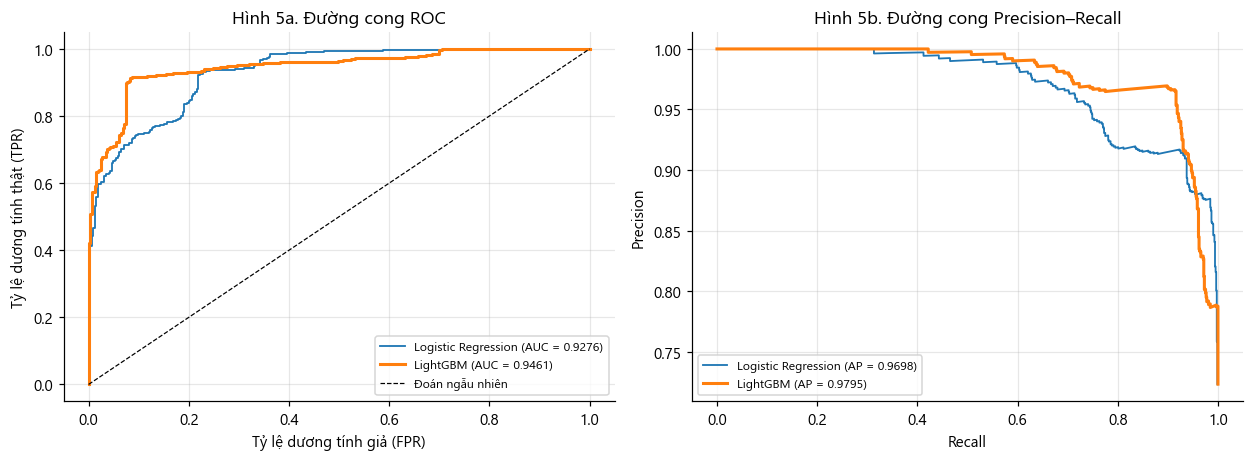 Hình 5a. Đường cong ROC
1.0
0.8
0.6
0.4
0.2
0.0
Tỷ lệ dương tính thật (TPR)
Logistic Regression (AUC = 0.9276)
LightGBM (AUC = 0.9461)
Đoán ngẫu nhiên
0.0 0.2 0.4 0.6 0.8 1.0
Tỷ lệ dương tính giả (FPR)
Hình 5b. Đường cong Precision–Recall
1.00
0.95
0.90
0.85
0.80
0.75
Precision
Logistic Regression (AP = 0.9698)
LightGBM (AP = 0.9795)
0.0 0.2 0.4 0.6 0.8 1.0
Recall